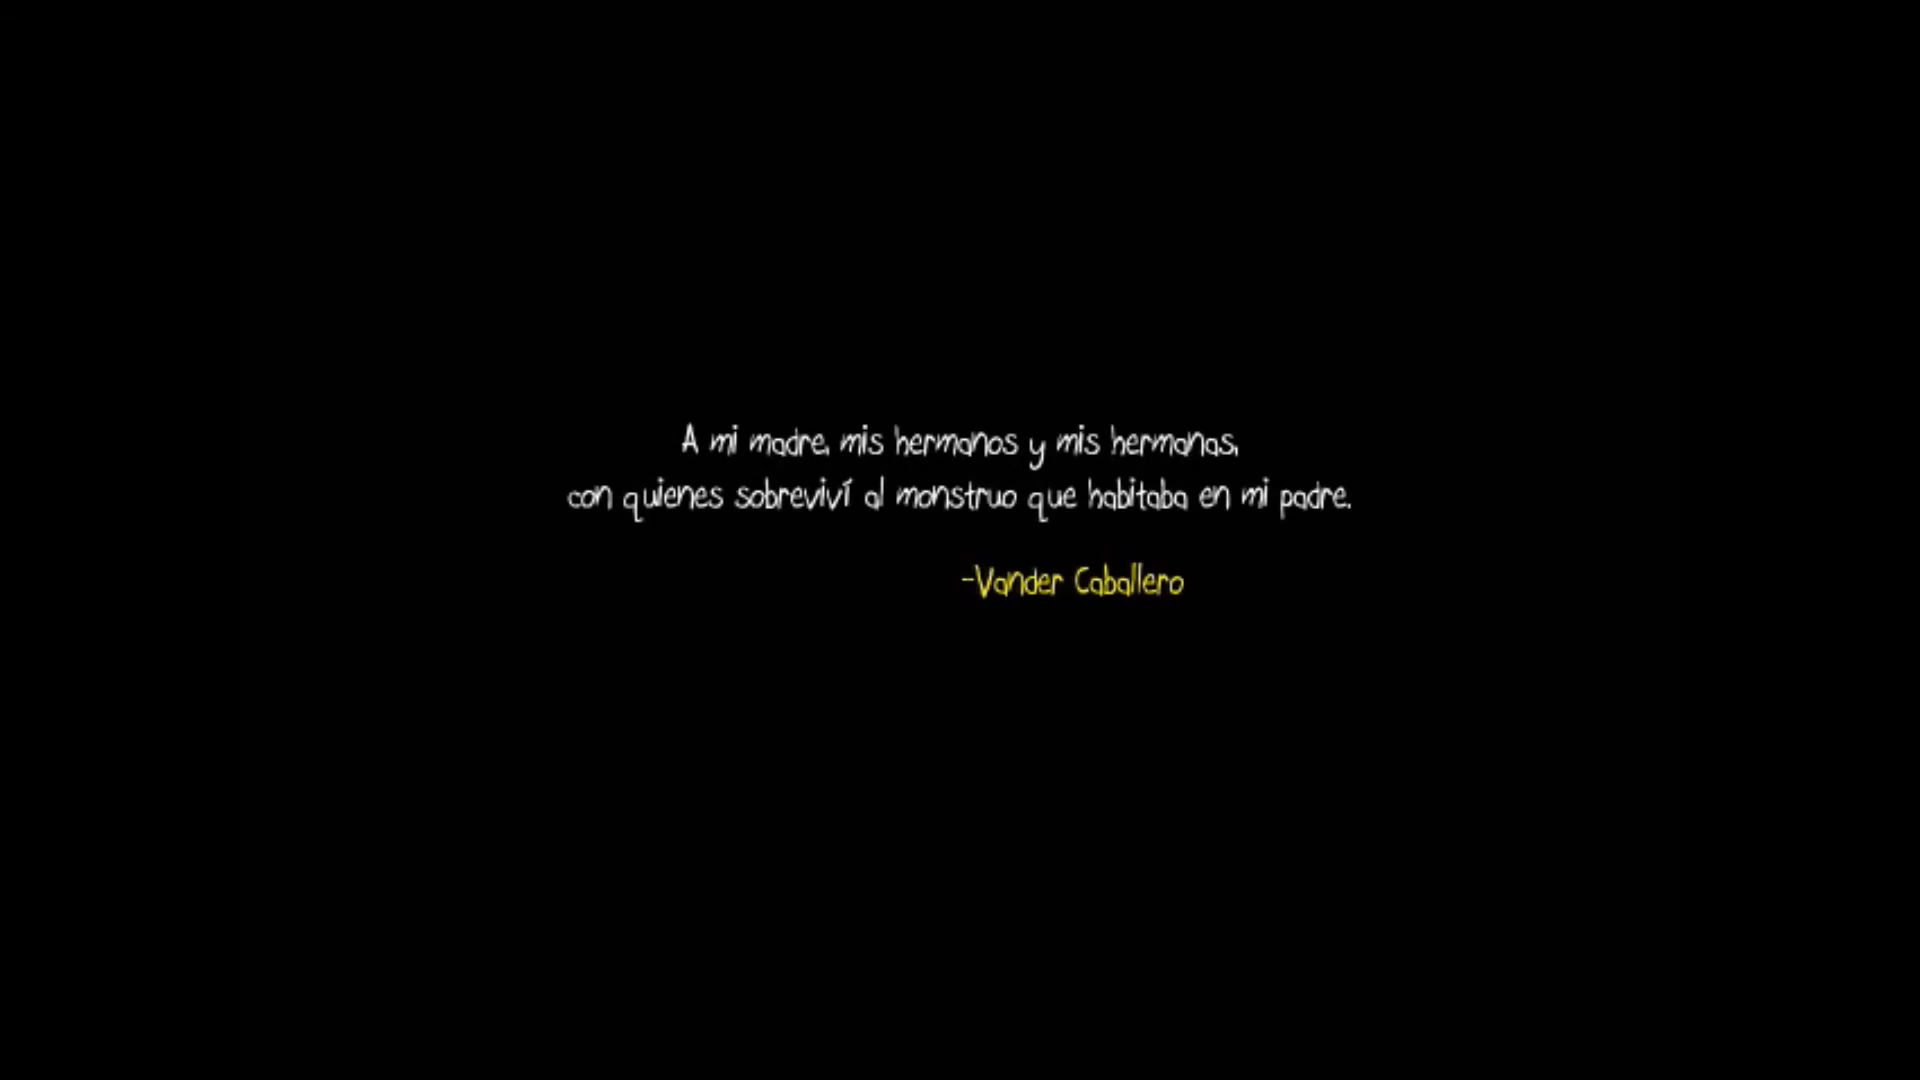 A mi madre, mis hermanos y mis hermanas,
con quienes sobreviví al monstruo que habitaba en mi padre.
-Vander Caballero